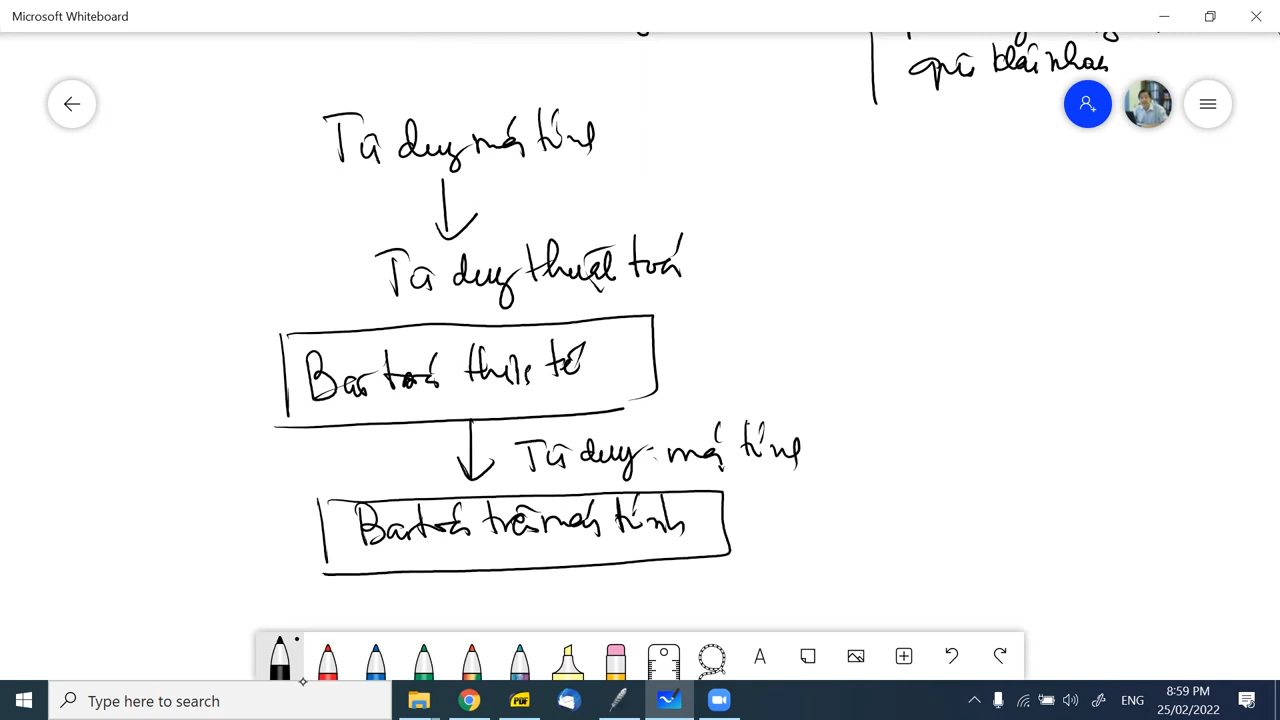 Microsoft Whiteboard
Tư duy máy tính
Tư duy thuật toán
Bài toán thực tế
Tư duy máy tính
Bài toán trên máy tính
A
Type here to search
PDF
ENG
8:59 PM
25/02/2022